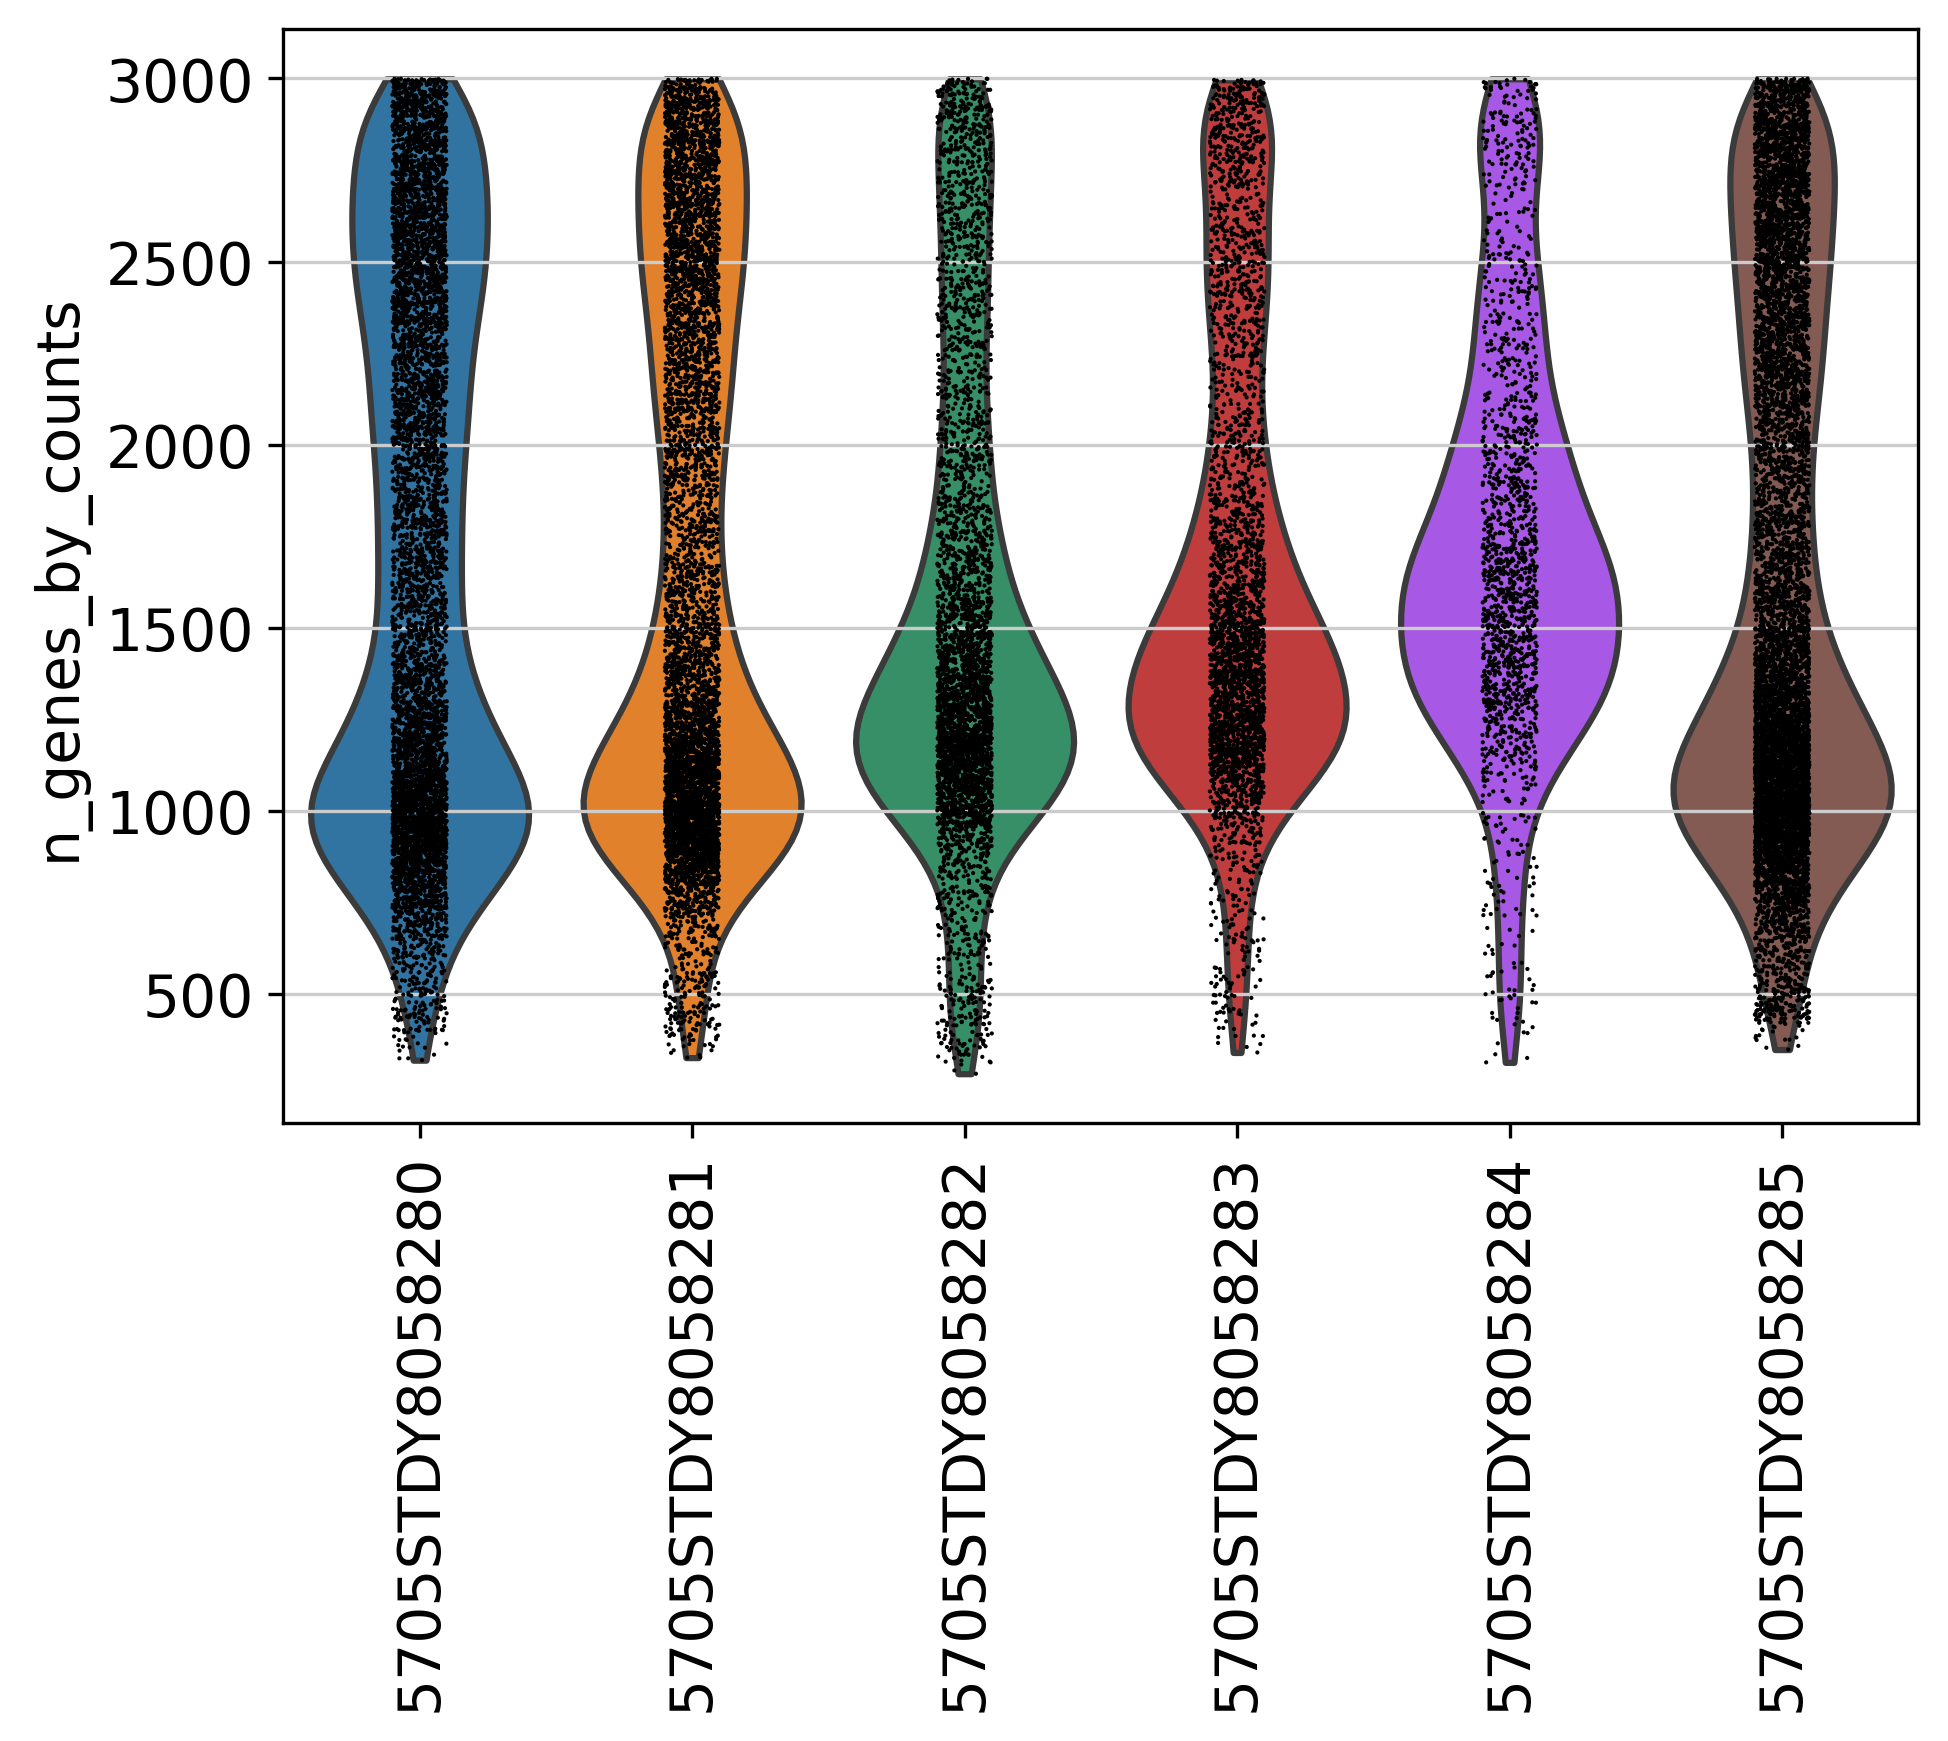 n_genes_by_counts
3000
2500
2000
1500
1000
500
5705STDY8058280
5705STDY8058281
5705STDY8058282
5705STDY8058283
5705STDY8058284
5705STDY8058285